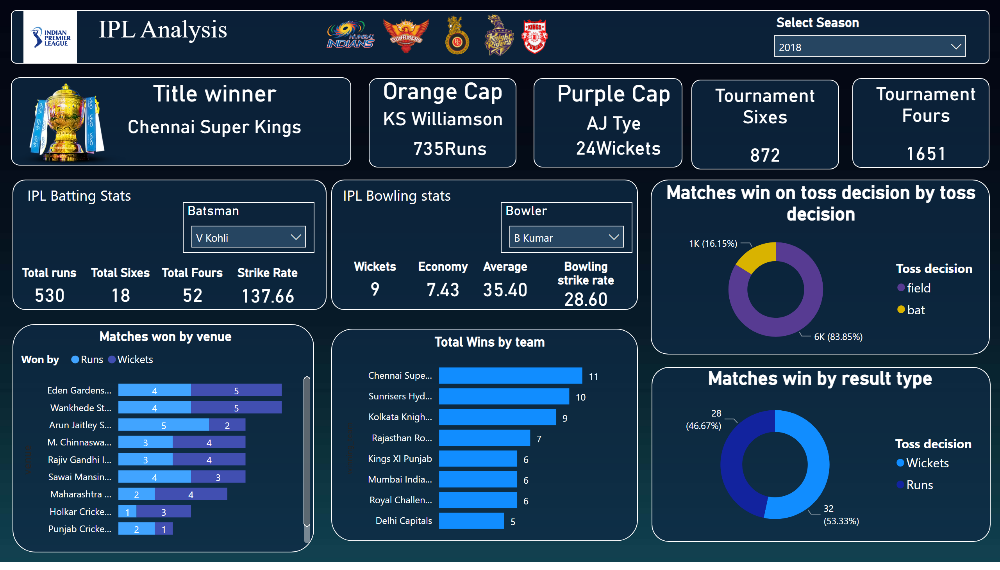 INDIAN
PREMIER
LEAGUE
IPL Analysis
MUMBAI
INDIANS
SUNRISERS
RC
Knight
Riders
KINGS
XI
PUNJAB
Select Season
2018
Title winner
Chennai Super Kings
vivo
vivo
vivo
vivo
vivo
Orange Cap
KS Williamson
735Runs
Purple Cap
AJ Tye
24Wickets
Tournament
Sixes
872
Tournament
Fours
1651
IPL Batting Stats
Batsman
V Kohli
Total runs
Total Sixes
Total Fours
Strike Rate
530
18
52
137.66
IPL Bowling stats
Bowler
B Kumar
Wickets
Economy
Average
Bowling
strike rate
9
7.43
35.40
28.60
Matches win on toss decision by toss
decision
1K (16.15%)
6K (83.85%)
Toss decision
field
bat
Matches won by venue
Won by Runs Wickets
venue
Eden Gardens... 4 5
Wankhede St... 4 5
Arun Jaitley S... 5 2
M. Chinnaswa... 3 4
Rajiv Gandhi I... 3 4
Sawai Mansin... 4 3
Maharashtra ... 2 4
Holkar Cricke... 1 3
Punjab Cricke... 2 1
Total Wins by team
Chennai Supe... 11
Sunrisers Hyd... 10
Kolkata Knigh... 9
Rajasthan Ro... 7
Kings XI Punjab 6
Mumbai India... 6
Royal Challen... 6
Delhi Capitals 5
Matches win by result type
28
(46.67%)
32
(53.33%)
Toss decision
Wickets
Runs